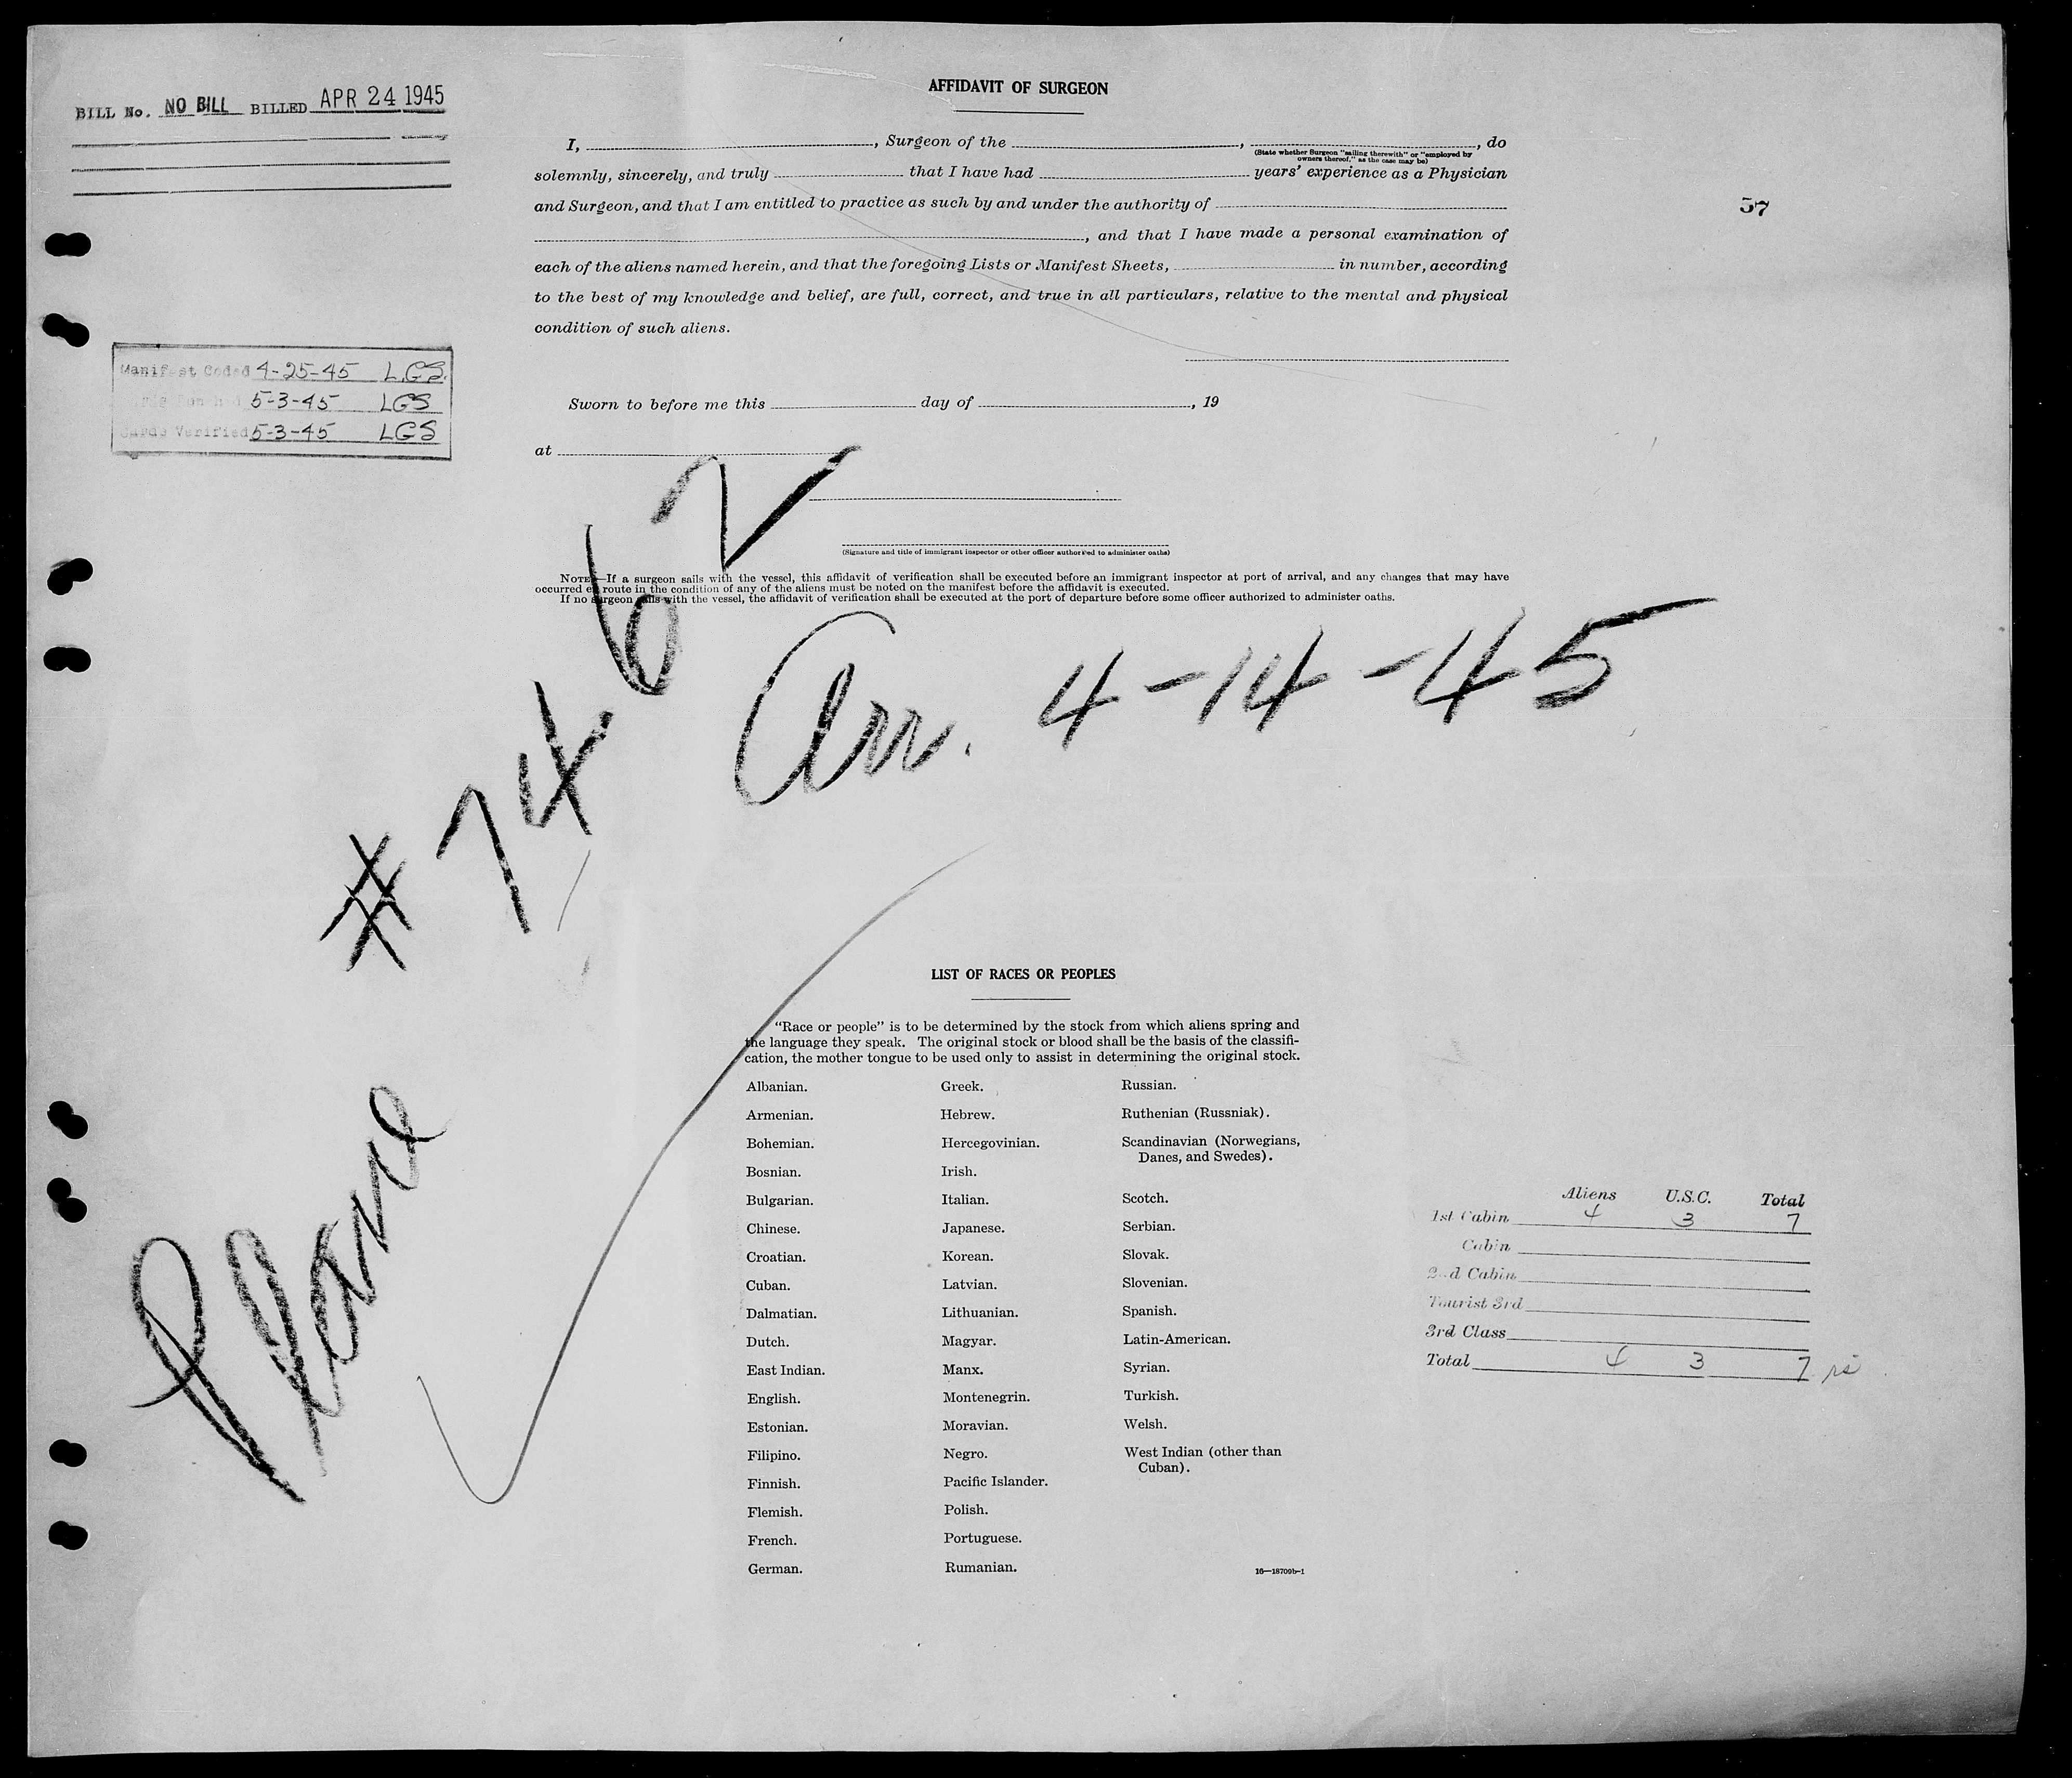 BILL No. NO BILL BILLED APR 24 1945
AFFIDAVIT OF SURGEON
I, , Surgeon of the , , do
(State whether Surgeon "sailing therewith" or "employed by
owners thereof," as the case may be)
solemnly, sincerely, and truly that I have had years' experience as a Physician
and Surgeon, and that I am entitled to practice as such by and under the authority of
57
, and that I have made a personal examination of
each of the aliens named herein, and that the foregoing Lists or Manifest Sheets, in number, according
to the best of my knowledge and belief, are full, correct, and true in all particulars, relative to the mental and physical
condition of such aliens.
Manifest Coded 4-25-45 L.G.S.
5-3-45 LGS
Cards Verified 5-3-45 LGS
Sworn to before me this day of , 19
at
(Signature and title of immigrant inspector or other officer authorized to administer oaths)
NOTE.—If a surgeon sails with the vessel, this affidavit of verification shall be executed before an immigrant inspector at port of arrival, and any changes that may have
occurred en route in the condition of any of the aliens must be noted on the manifest before the affidavit is executed.
If no surgeon sails with the vessel, the affidavit of verification shall be executed at the port of departure before some officer authorized to administer oaths.
Plane # 7462
Arr. 4-14-45
LIST OF RACES OR PEOPLES
"Race or people" is to be determined by the stock from which aliens spring and
the language they speak. The original stock or blood shall be the basis of the classifi-
cation, the mother tongue to be used only to assist in determining the original stock.
Albanian.
Armenian.
Bohemian.
Bosnian.
Bulgarian.
Chinese.
Croatian.
Cuban.
Dalmatian.
Dutch.
East Indian.
English.
Estonian.
Filipino.
Finnish.
Flemish.
French.
German.
Greek.
Hebrew.
Hercegovinian.
Irish.
Italian.
Japanese.
Korean.
Latvian.
Lithuanian.
Magyar.
Manx.
Montenegrin.
Moravian.
Negro.
Pacific Islander.
Polish.
Portuguese.
Rumanian.
Russian.
Ruthenian (Russniak).
Scandinavian (Norwegians,
Danes, and Swedes).
Scotch.
Serbian.
Slovak.
Slovenian.
Spanish.
Latin-American.
Syrian.
Turkish.
Welsh.
West Indian (other than
Cuban).
16—18709b-1
Aliens U.S.C. Total
1st Cabin 4 3 7
Cabin
2nd Cabin
Tourist 3rd
3rd Class
Total 4 3 7